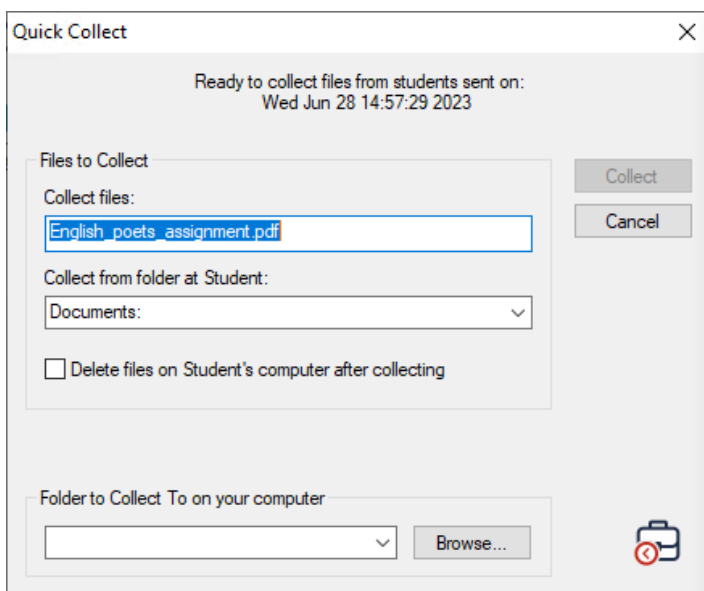 Quick Collect
Ready to collect files from students sent on:
Wed Jun 28 14:57:29 2023
Files to Collect
Collect files:
English_poets_assignment.pdf
Collect from folder at Student:
Documents:
Delete files on Student's computer after collecting
Collect
Cancel
Folder to Collect To on your computer
Browse...